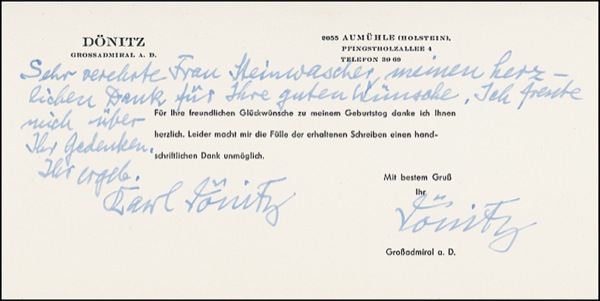 DÖNITZ
GROSSADMIRAL A. D.
2055 AUMÜHLE (HOLSTEIN),
PFINGSTHOLZALLEE 4
TELEFON 39 60
Sehr verehrte Frau Steinwascher, meinen herz-
lichen Dank für Ihre guten Wünsche. Ich freute
mich über
Ihr Gedenken.
Ihr ergeb.
Karl Dönitz
Für Ihre freundlichen Glückwünsche zu meinem Geburtstag danke ich Ihnen
herzlich. Leider macht mir die Fülle der erhaltenen Schreiben einen hand-
schriftlichen Dank unmöglich.
Mit bestem Gruß
Ihr
Dönitz
Großadmiral a. D.